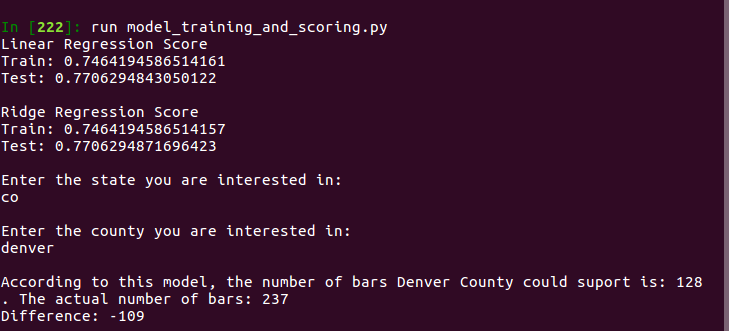 In [222]: run model_training_and_scoring.py
Linear Regression Score
Train: 0.7464194586514161
Test: 0.7706294843050122
Ridge Regression Score
Train: 0.7464194586514157
Test: 0.7706294871696423
Enter the state you are interested in:
co
Enter the county you are interested in:
denver
According to this model, the number of bars Denver County could suport is: 128
. The actual number of bars: 237
Difference: -109